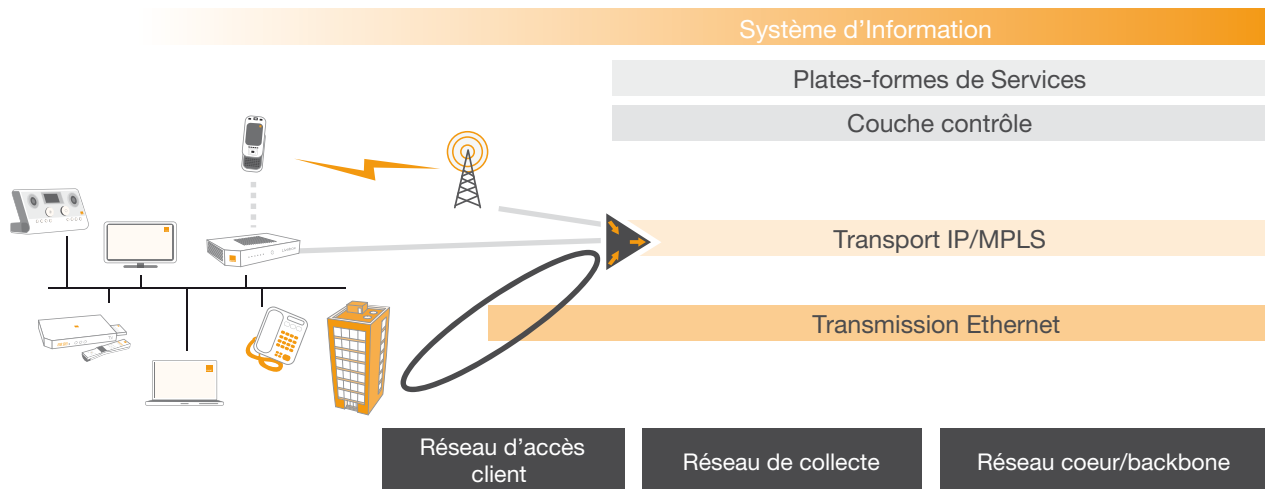 Système d'Information
Plates-formes de Services
Couche contrôle
Transport IP/MPLS
Transmission Ethernet
Réseau d'accès
client
Réseau de collecte
Réseau coeur/backbone